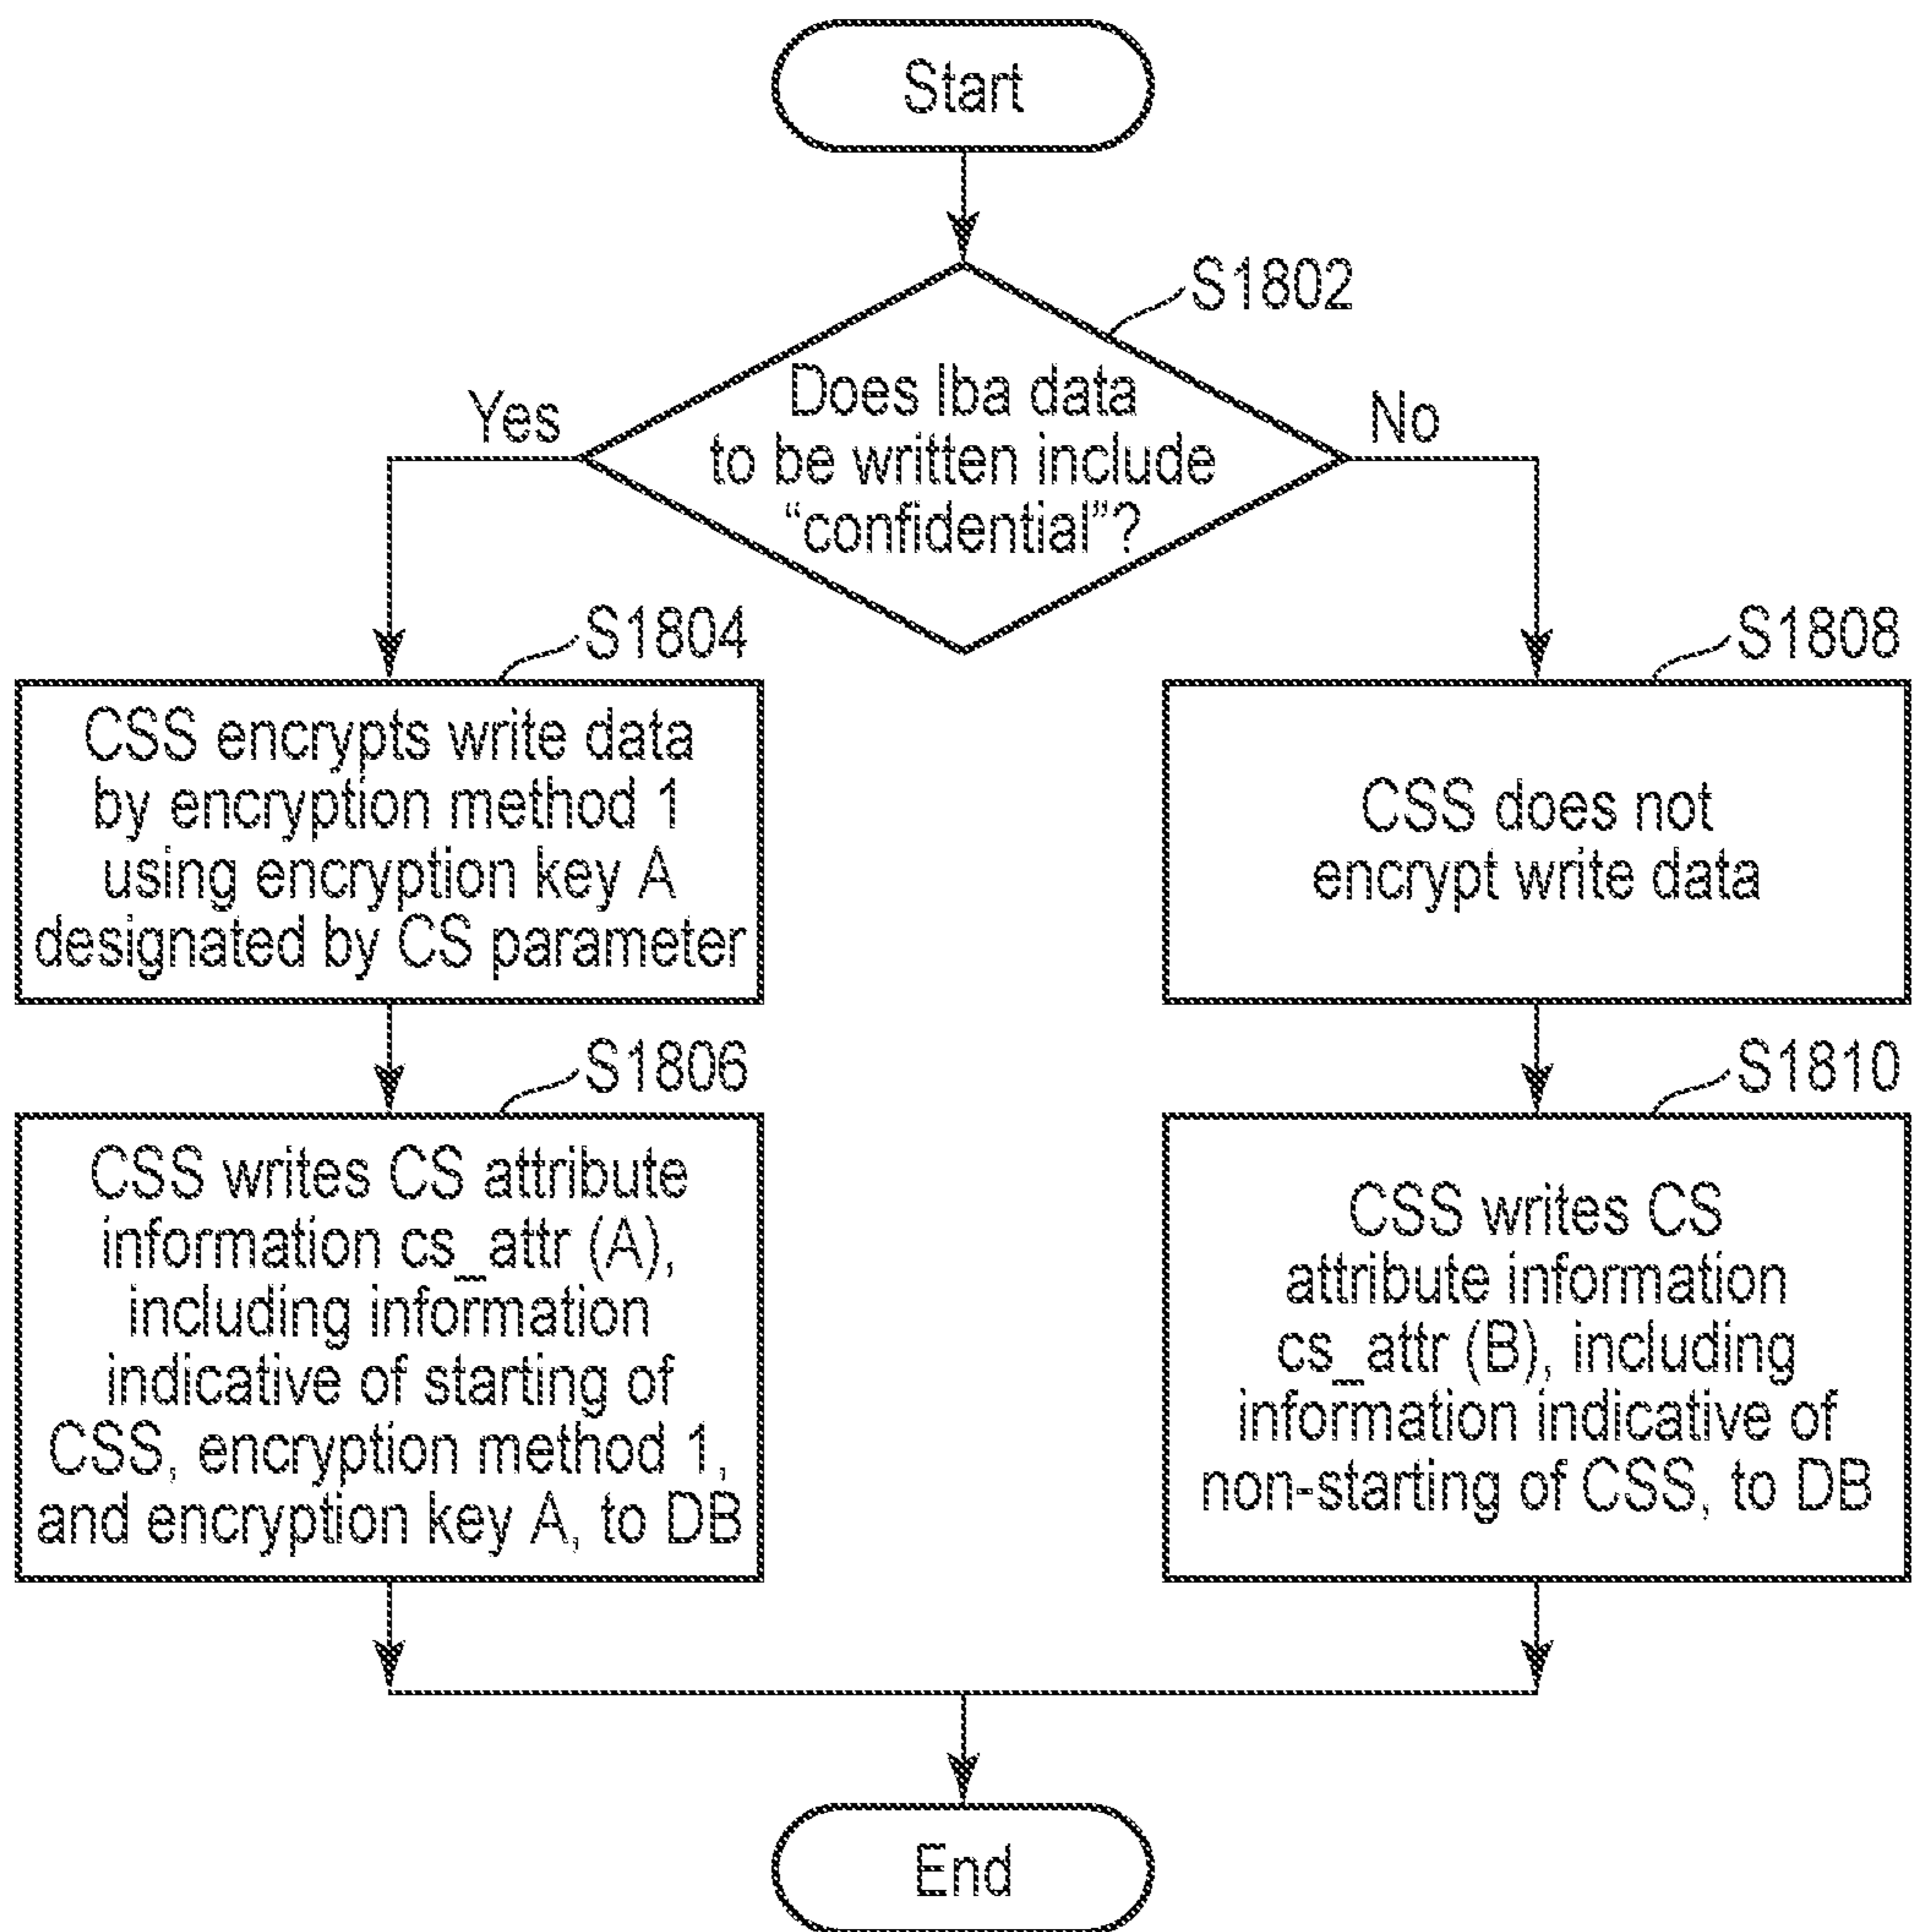 Start
S1802
Does lba data
to be written include
“confidential”?
Yes
No
S1804
CSS encrypts write data
by encryption method 1
using encryption key A
designated by CS parameter
S1808
CSS does not
encrypt write data
S1806
CSS writes CS attribute
information cs_attr (A),
including information
indicative of starting of
CSS, encryption method 1,
and encryption key A, to DB
S1810
CSS writes CS
attribute information
cs_attr (B), including
information indicative of
non-starting of CSS, to DB
End